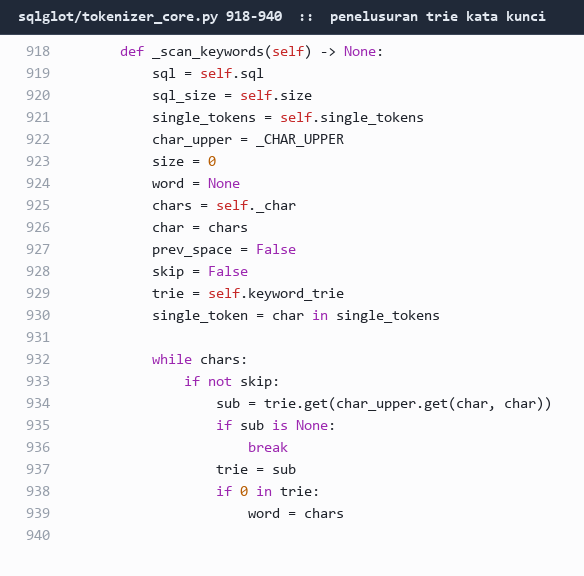 sqlglot/tokenizer_core.py 918-940  ::  penelusuran trie kata kunci
918        def _scan_keywords(self) -> None:
919            sql = self.sql
920            sql_size = self.size
921            single_tokens = self.single_tokens
922            char_upper = _CHAR_UPPER
923            size = 0
924            word = None
925            chars = self._char
926            char = chars
927            prev_space = False
928            skip = False
929            trie = self.keyword_trie
930            single_token = char in single_tokens
931
932            while chars:
933                if not skip:
934                    sub = trie.get(char_upper.get(char, char))
935                    if sub is None:
936                        break
937                    trie = sub
938                    if 0 in trie:
939                        word = chars
940